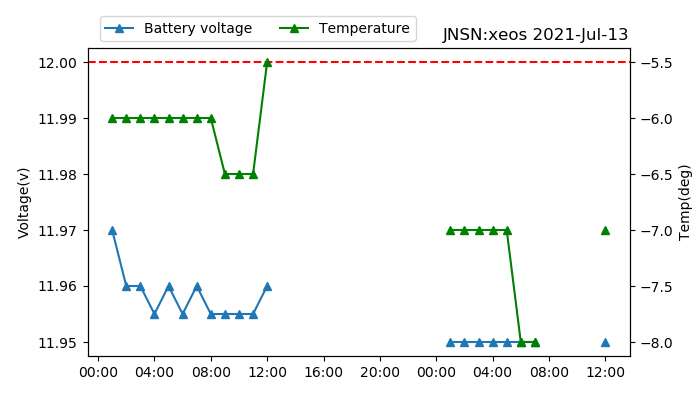 Battery voltage
Temperature
JNSN:xeos 2021-Jul-13
12.00
11.99
11.98
11.97
11.96
11.95
Voltage(v)
−5.5
−6.0
−6.5
−7.0
−7.5
−8.0
Temp(deg)
00:00 04:00 08:00 12:00 16:00 20:00 00:00 04:00 08:00 12:00